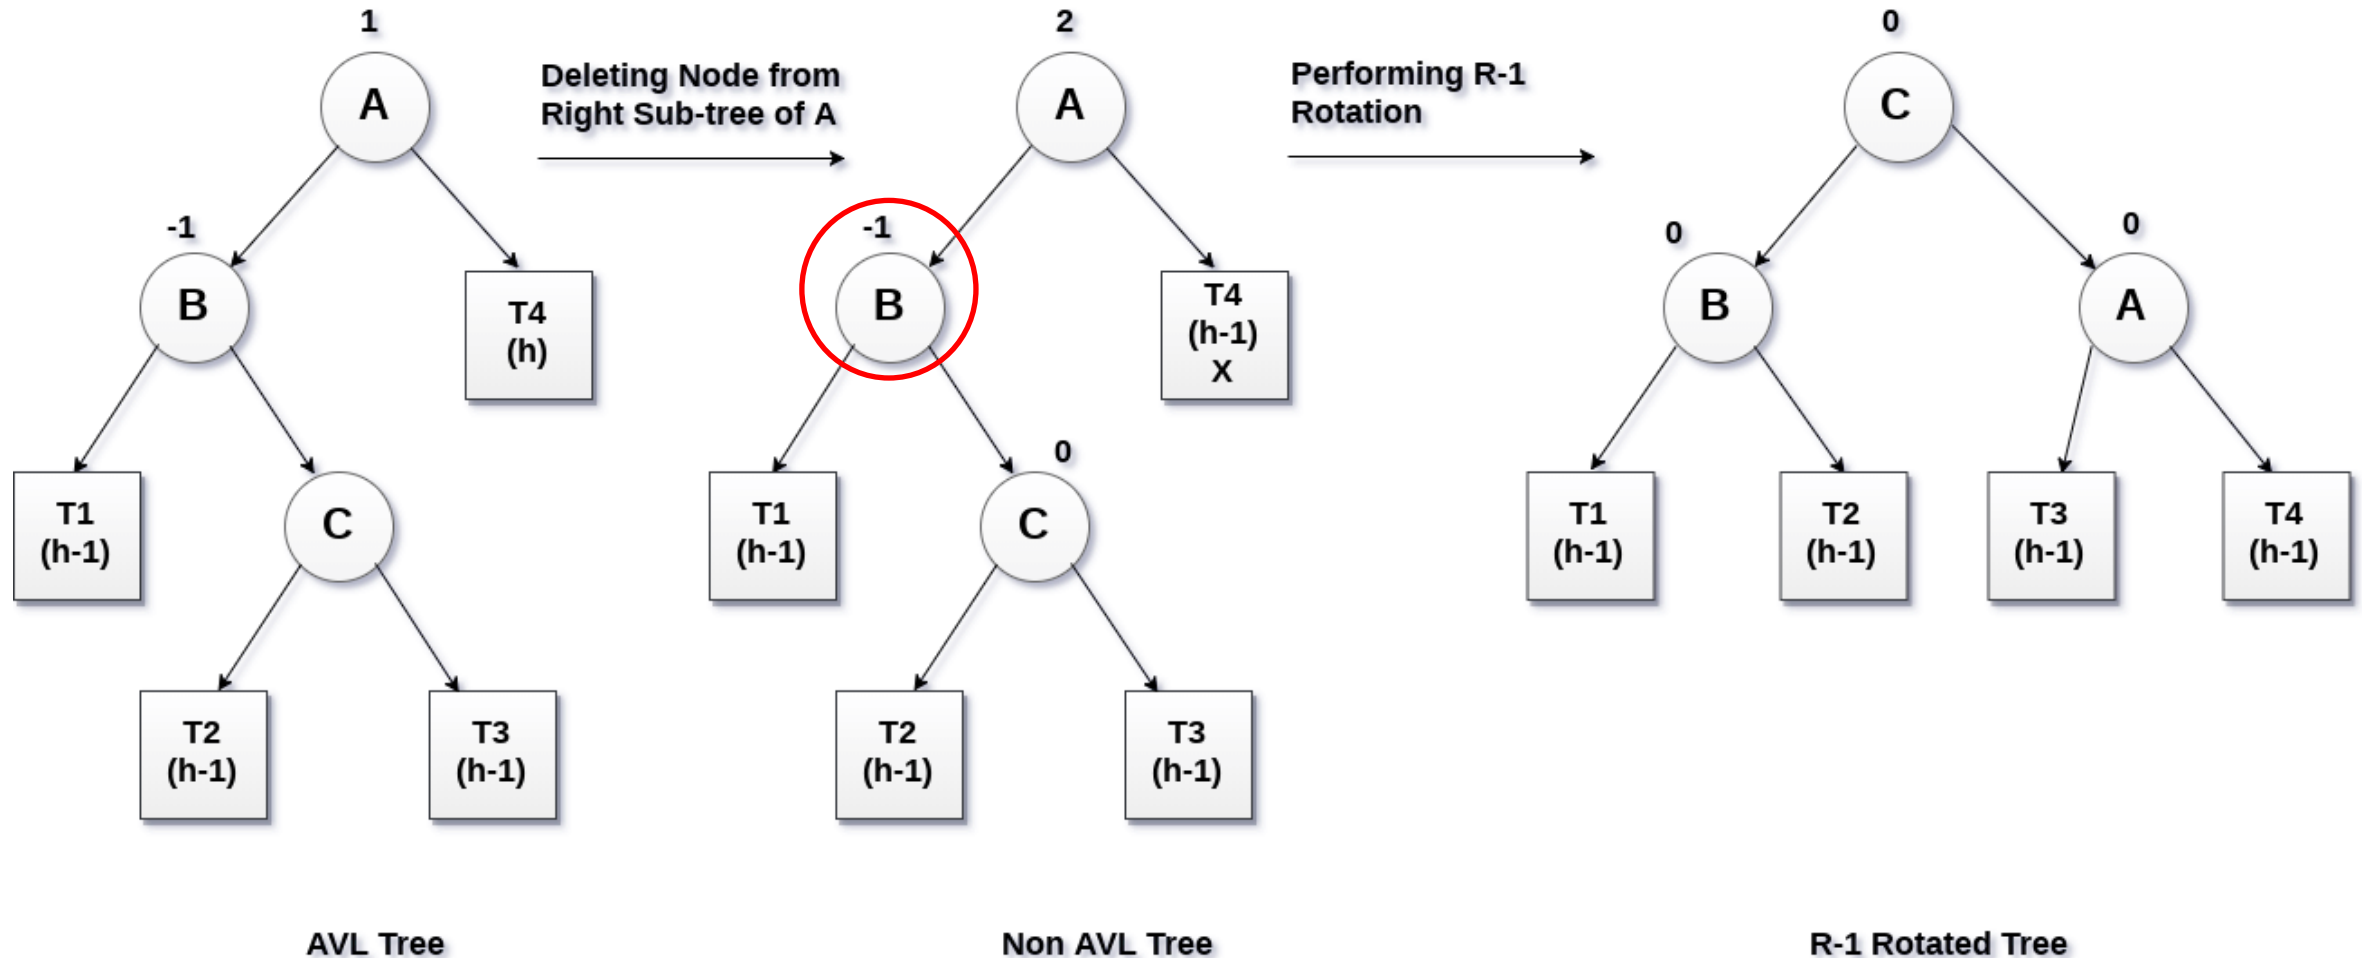 1
A
-1
B
T4
(h)
T1
(h-1)
C
T2
(h-1)
T3
(h-1)
AVL Tree
Deleting Node from
Right Sub-tree of A
2
A
-1
B
T4
(h-1)
X
0
T1
(h-1)
C
T2
(h-1)
T3
(h-1)
Non AVL Tree
Performing R-1
Rotation
0
C
0
0
B
A
T1
(h-1)
T2
(h-1)
T3
(h-1)
T4
(h-1)
R-1 Rotated Tree